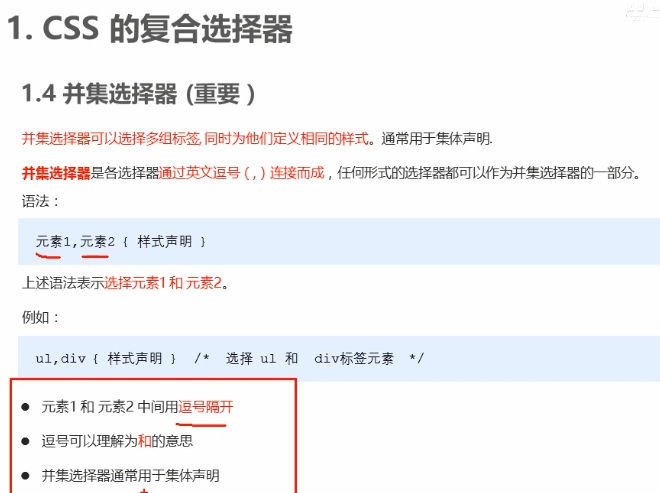 1. CSS 的复合选择器
1.4 并集选择器 (重要 )
并集选择器可以选择多组标签, 同时为他们定义相同的样式。通常用于集体声明.
并集选择器是各选择器通过英文逗号 ( , ) 连接而成，任何形式的选择器都可以作为并集选择器的一部分。
语法：
元素1,元素2 { 样式声明 }
上述语法表示选择元素1 和 元素2。
例如：
ul,div { 样式声明 }  /*  选择 ul 和  div标签元素  */
● 元素1 和 元素2 中间用逗号隔开
● 逗号可以理解为和的意思
● 并集选择器通常用于集体声明